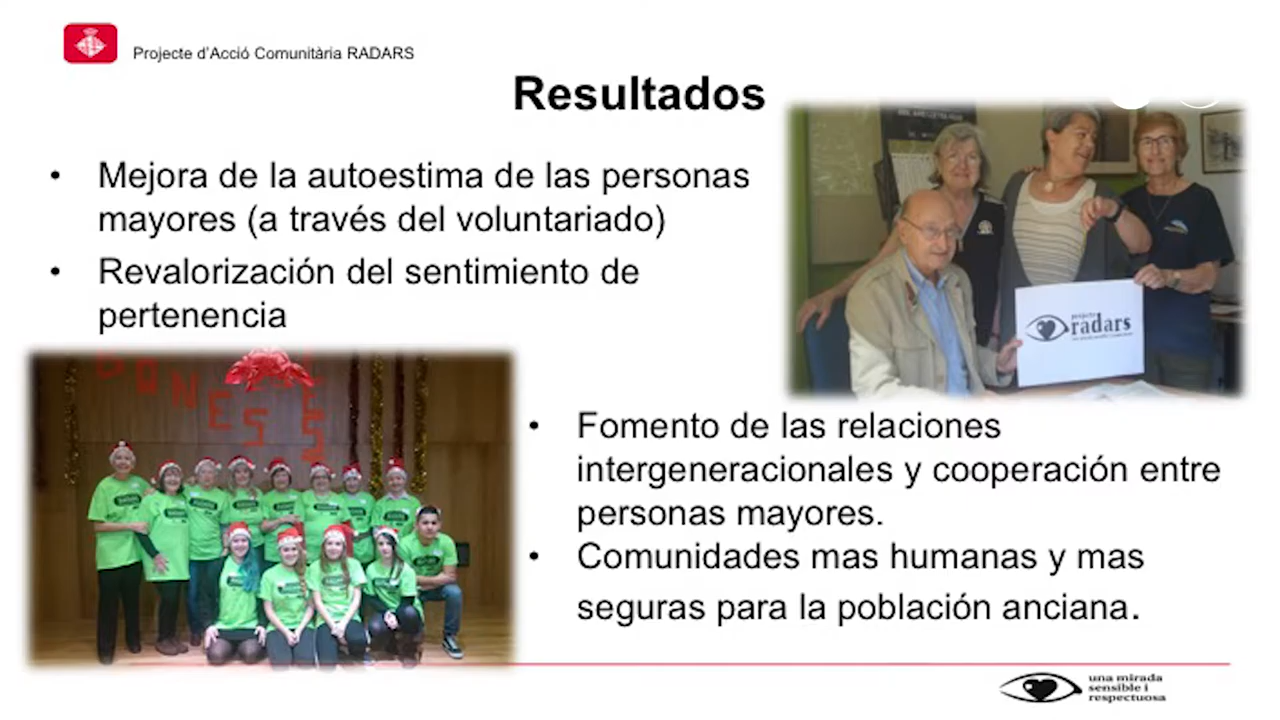 Projecte d'Acció Comunitària RADARS
Resultados
• Mejora de la autoestima de las personas
mayores (a través del voluntariado)
• Revalorización del sentimiento de
pertenencia
projecte
radars
• Fomento de las relaciones
intergeneracionales y cooperación entre
personas mayores.
• Comunidades mas humanas y mas
seguras para la población anciana.
una mirada
sensible i
respectuosa